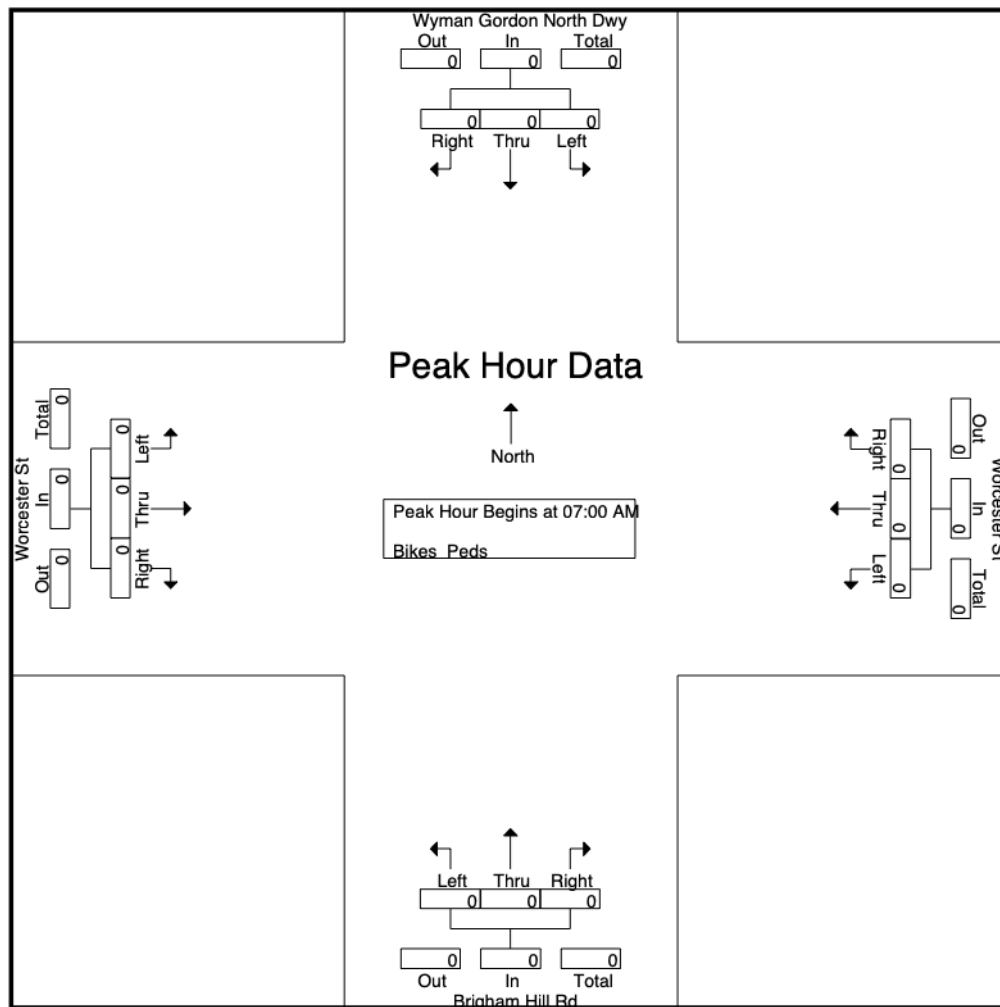 Wyman Gordon North Dwy
Out In Total
0 0 0
0 0 0
Right Thru Left
Peak Hour Data
North
Peak Hour Begins at 07:00 AM
Bikes Peds
Worcester St
Total In Out
0 0 0
0 0 0
Left Thru Right
Worcester St
Out In Total
0 0 0
0 0 0
Right Thru Left
Left Thru Right
0 0 0
0 0 0
Out In Total
Brigham Hill Rd